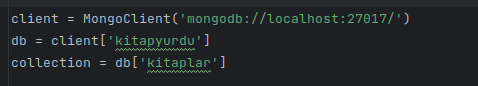 client = MongoClient('mongodb://localhost:27017/')
db = client['kitapyurdu']
collection = db['kitaplar']